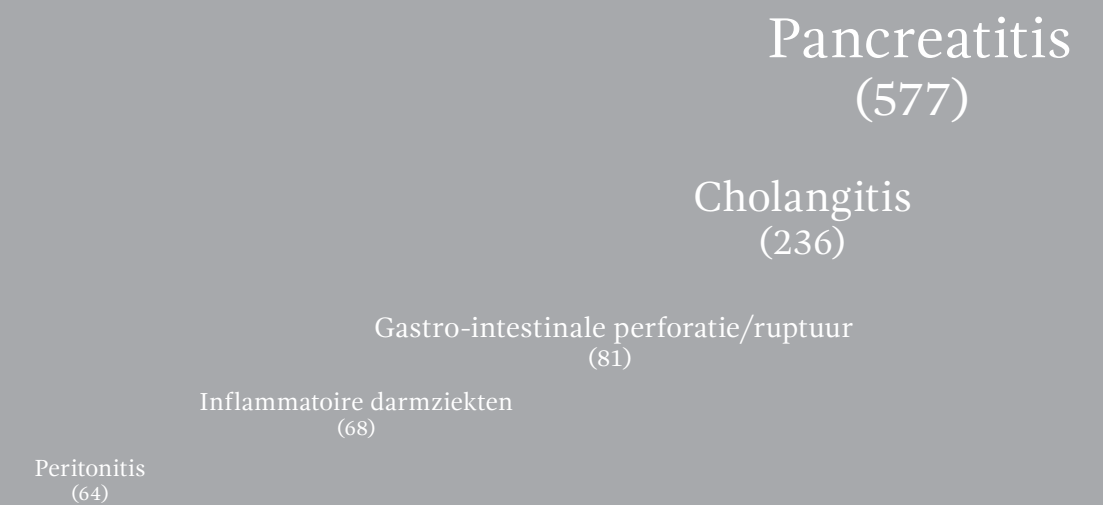 Pancreatitis
(577)
Cholangitis
(236)
Gastro-intestinale perforatie/ruptuur
(81)
Inflammatoire darmziekten
(68)
Peritonitis
(64)